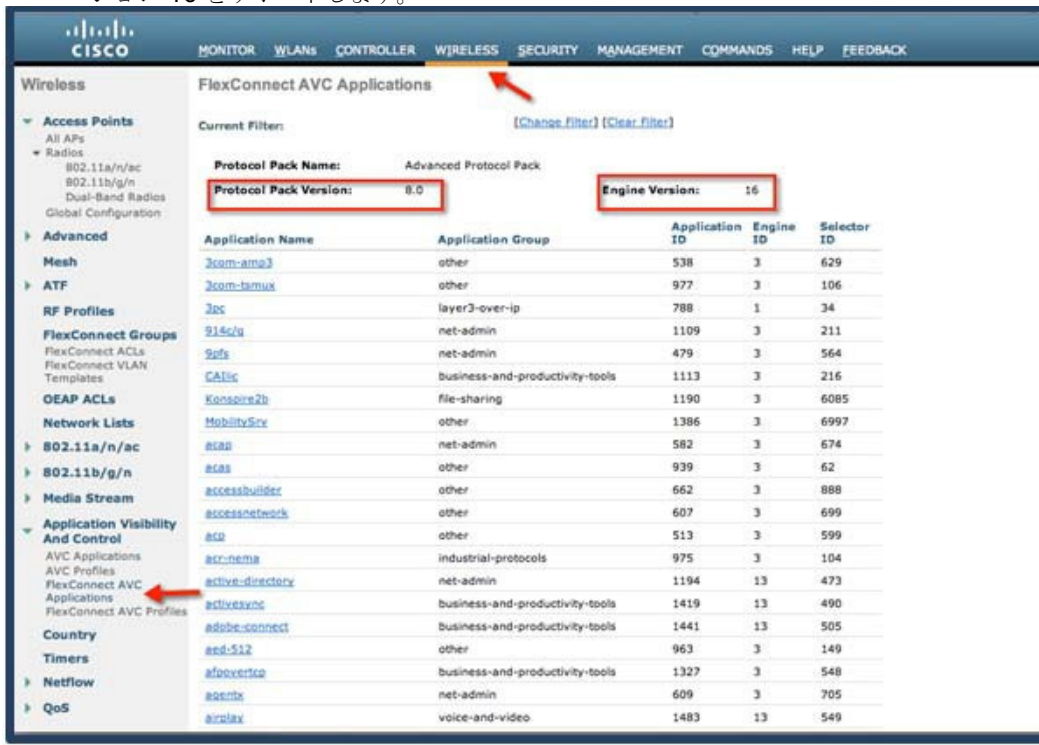 CISCO
MONITOR WLANs CONTROLLER WIRELESS SECURITY MANAGEMENT COMMANDS HELP FEEDBACK
Wireless
Access Points
All APs
Radios
802.11a/n/ac
802.11b/g/n
Dual-Band Radios
Global Configuration
Advanced
Mesh
ATF
RF Profiles
FlexConnect Groups
FlexConnect ACLs
FlexConnect VLAN
Templates
OEAP ACLs
Network Lists
802.11a/n/ac
802.11b/g/n
Media Stream
Application Visibility
And Control
AVC Applications
AVC Profiles
FlexConnect AVC
Applications
FlexConnect AVC Profiles
Country
Timers
Netflow
QoS
FlexConnect AVC Applications
Current Filter: [Change Filter] [Clear Filter]
Protocol Pack Name: Advanced Protocol Pack
Protocol Pack Version: 8.0 Engine Version: 16
Application Name Application Group Application ID Engine ID Selector ID
3com-amp3 other 538 3 629
3com-tsmux other 977 3 106
3pc layer3-over-ip 788 1 34
914c/g net-admin 1109 3 211
9pfs net-admin 479 3 564
CAIlic business-and-productivity-tools 1113 3 216
Konspire2b file-sharing 1190 3 6085
MobilitySrv other 1386 3 6997
acap net-admin 582 3 674
acas other 939 3 62
accessbuilder other 662 3 888
accessnetwork other 607 3 699
acp other 513 3 599
acr-nema industrial-protocols 975 3 104
active-directory net-admin 1194 13 473
activesync business-and-productivity-tools 1419 13 490
adobe-connect business-and-productivity-tools 1441 13 505
aed-512 other 963 3 149
afpovertcp business-and-productivity-tools 1327 3 548
agentx net-admin 609 3 705
airplay voice-and-video 1483 13 549